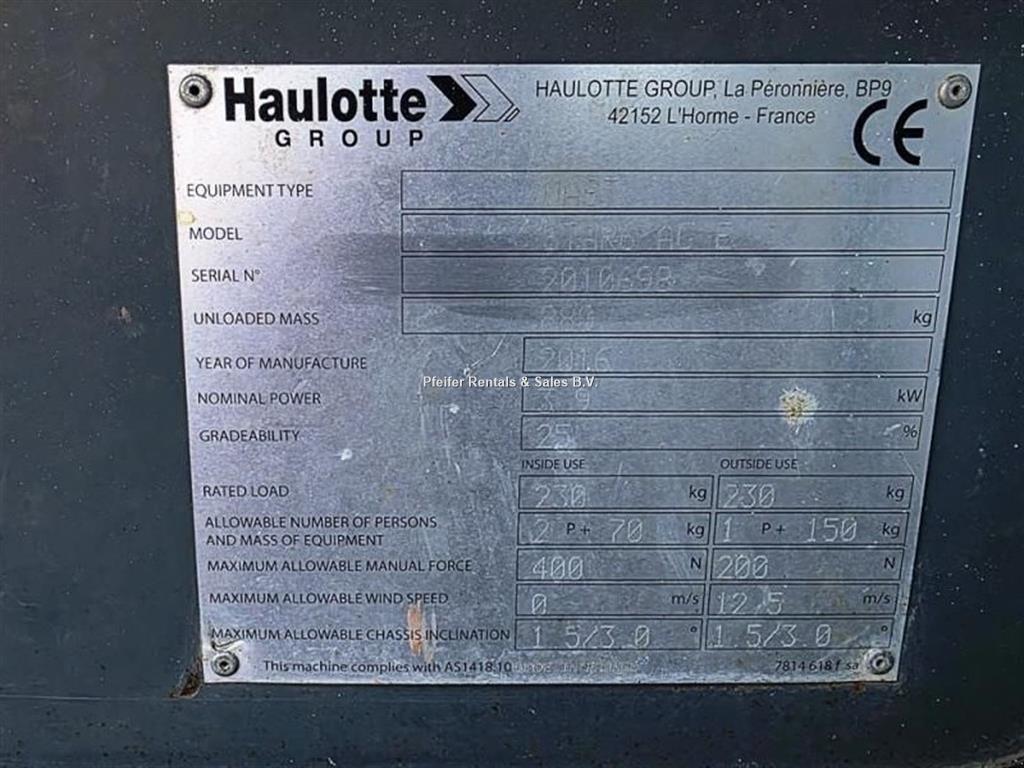 Haulotte
GROUP
HAULOTTE GROUP, La Péronnière, BP9
42152 L'Horme - France
CE
EQUIPMENT TYPE
MODEL AC E
SERIAL N° 2010698
UNLOADED MASS kg
YEAR OF MANUFACTURE 2016
Pfeifer Rentals & Sales B.V.
NOMINAL POWER kW
GRADEABILITY 25 %
INSIDE USE OUTSIDE USE
RATED LOAD 230 kg 230 kg
ALLOWABLE NUMBER OF PERSONS
AND MASS OF EQUIPMENT 2 P + 70 kg 1 P + 150 kg
MAXIMUM ALLOWABLE MANUAL FORCE 400 N 200 N
MAXIMUM ALLOWABLE WIND SPEED 0 m/s 12.5 m/s
MAXIMUM ALLOWABLE CHASSIS INCLINATION 1.5/3.0 ° 1.5/3.0 °
This machine complies with AS1418.10 7814 618 f sa